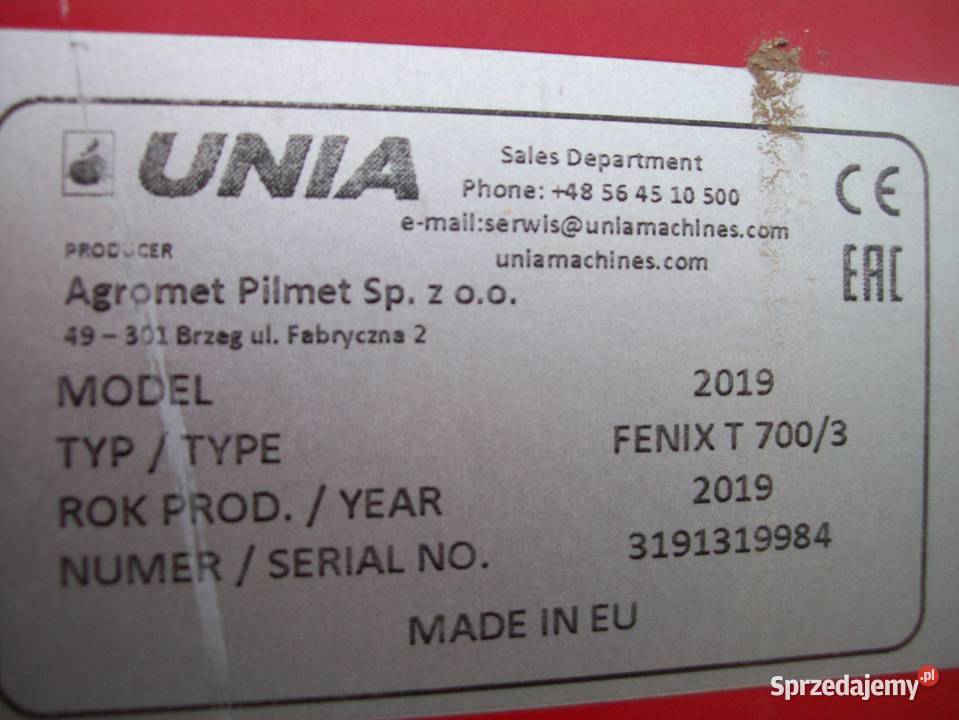 UNIA
Sales Department
Phone: +48 56 45 10 500
e-mail:serwis@uniamachines.com
uniamachines.com
CE
EAC
PRODUCER
Agromet Pilmet Sp. z o.o.
49 – 301 Brzeg ul. Fabryczna 2
MODEL 2019
TYP / TYPE FENIX T 700/3
ROK PROD. / YEAR 2019
NUMER / SERIAL NO. 3191319984
MADE IN EU
Sprzedajemy.pl